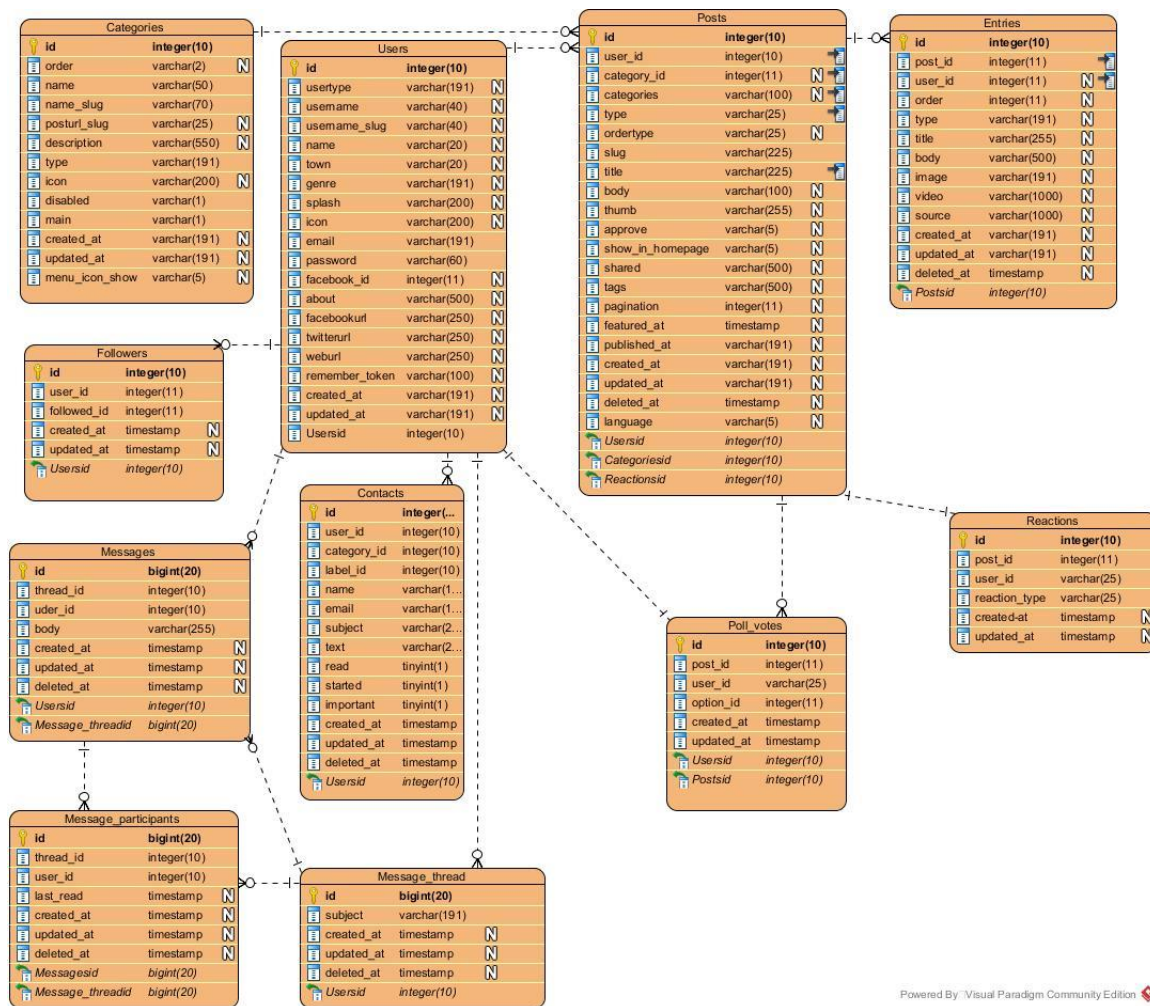 Categories
id integer(10)
order varchar(2) N
name varchar(50)
name_slug varchar(70)
posturl_slug varchar(25) N
description varchar(550) N
type varchar(191)
icon varchar(200) N
disabled varchar(1)
main varchar(1)
created_at varchar(191) N
updated_at varchar(191) N
menu_icon_show varchar(5) N
Users
id integer(10)
usertype varchar(191) N
username varchar(40) N
username_slug varchar(40) N
name varchar(20) N
town varchar(20) N
genre varchar(191) N
splash varchar(200) N
icon varchar(200) N
email varchar(191)
password varchar(60)
facebook_id integer(11) N
about varchar(500) N
facebookurl varchar(250) N
twitterurl varchar(250) N
weburl varchar(250) N
remember_token varchar(100) N
created_at varchar(191) N
updated_at varchar(191) N
Usersid integer(10)
Posts
id integer(10)
user_id integer(10)
category_id integer(11) N
categories varchar(100) N
type varchar(25)
ordertype varchar(25) N
slug varchar(225)
title varchar(225)
body varchar(100) N
thumb varchar(255) N
approve varchar(5) N
show_in_homepage varchar(5) N
shared varchar(500) N
tags varchar(500) N
pagination integer(11) N
featured_at timestamp N
published_at varchar(191) N
created_at varchar(191) N
updated_at varchar(191) N
deleted_at timestamp N
language varchar(5) N
Usersid integer(10)
Categoriesid integer(10)
Reactionsid integer(10)
Entries
id integer(10)
post_id integer(11)
user_id integer(11) N
order integer(11) N
type varchar(191) N
title varchar(255) N
body varchar(500) N
image varchar(191) N
video varchar(1000) N
source varchar(1000) N
created_at varchar(191) N
updated_at varchar(191) N
deleted_at timestamp N
Postsid integer(10)
Followers
id integer(10)
user_id integer(11)
followed_id integer(11)
created_at timestamp N
updated_at timestamp N
Usersid integer(10)
Contacts
id integer(...
user_id integer(10)
category_id integer(10)
label_id integer(10)
name varchar(1...
email varchar(1...
subject varchar(2...
text varchar(2...
read tinyint(1)
started tinyint(1)
important tinyint(1)
created_at timestamp
updated_at timestamp
deleted_at timestamp
Usersid integer(10)
Messages
id bigint(20)
thread_id integer(10)
uder_id integer(10)
body varchar(255)
created_at timestamp N
updated_at timestamp N
deleted_at timestamp N
Usersid integer(10)
Message_threadid bigint(20)
Reactions
id integer(10)
post_id integer(11)
user_id varchar(25)
reaction_type varchar(25)
created-at timestamp N
updated_at timestamp N
Poll_votes
id integer(10)
post_id integer(11)
user_id varchar(25)
option_id integer(11)
created_at timestamp
updated_at timestamp
Usersid integer(10)
Postsid integer(10)
Message_participants
id bigint(20)
thread_id integer(10)
user_id integer(10)
last_read timestamp N
created_at timestamp N
updated_at timestamp N
deleted_at timestamp N
Messagesid bigint(20)
Message_threadid bigint(20)
Message_thread
id bigint(20)
subject varchar(191)
created_at timestamp N
updated_at timestamp N
deleted_at timestamp N
Usersid integer(10)
Powered By Visual Paradigm Community Edition